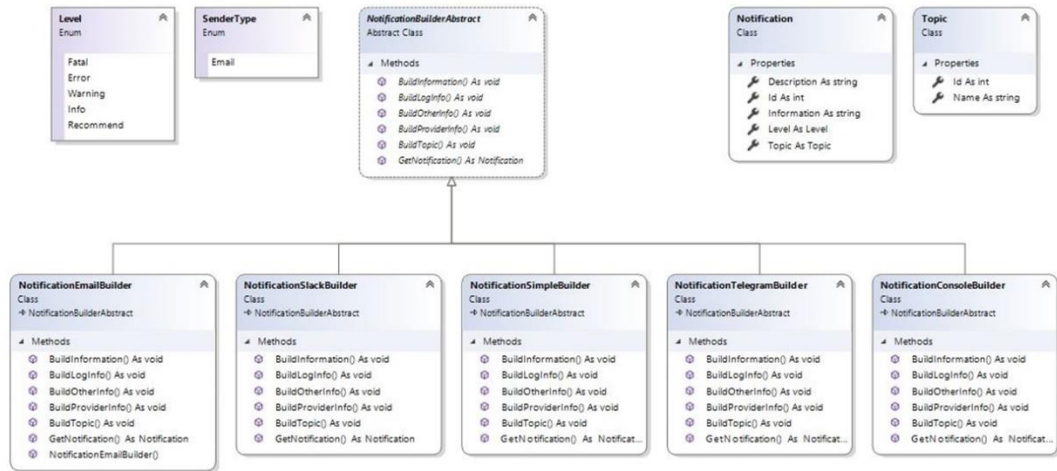 Level
Enum
Fatal
Error
Warning
Info
Recommend
SenderType
Enum
Email
NotificationBuilderAbstract
Abstract Class
Methods
BuildInformation() As void
BuildLogInfo() As void
BuildOtherInfo() As void
BuildProviderInfo() As void
BuildTopic() As void
GetNotification() As Notification
Notification
Class
Properties
Description As string
Id As int
Information As string
Level As Level
Topic As Topic
Topic
Class
Properties
Id As int
Name As string
NotificationEmailBuilder
Class
NotificationBuilderAbstract
Methods
BuildInformation() As void
BuildLogInfo() As void
BuildOtherInfo() As void
BuildProviderInfo() As void
BuildTopic() As void
GetNotification() As Notification
NotificationEmailBuilder()
NotificationSlackBuilder
Class
NotificationBuilderAbstract
Methods
BuildInformation() As void
BuildLogInfo() As void
BuildOtherInfo() As void
BuildProviderInfo() As void
BuildTopic() As void
GetNotification() As Notification
NotificationSimpleBuilder
Class
NotificationBuilderAbstract
Methods
BuildInformation() As void
BuildLogInfo() As void
BuildOtherInfo() As void
BuildProviderInfo() As void
BuildTopic() As void
GetNotification() As Notificat...
NotificationTelegramBuilder
Class
NotificationBuilderAbstract
Methods
BuildInformation() As void
BuildLogInfo() As void
BuildOtherInfo() As void
BuildProviderInfo() As void
BuildTopic() As void
GetNotification() As Notificat...
NotificationConsoleBuilder
Class
NotificationBuilderAbstract
Methods
BuildInformation() As void
BuildLogInfo() As void
BuildOtherInfo() As void
BuildProviderInfo() As void
BuildTopic() As void
GetNotification() As Notificat...